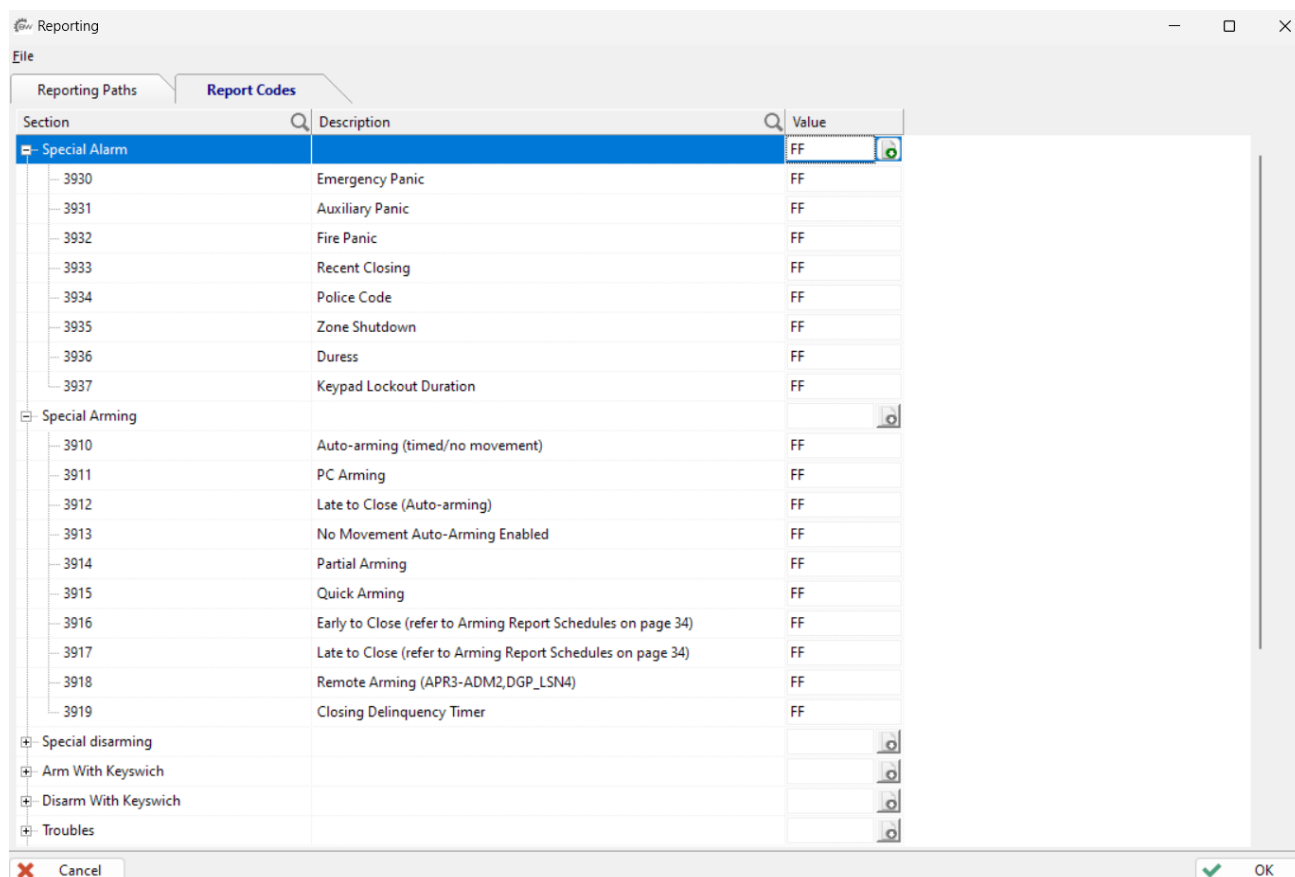 Reporting
File
Reporting Paths Report Codes
Section Description Value
Special Alarm FF
3930 Emergency Panic FF
3931 Auxiliary Panic FF
3932 Fire Panic FF
3933 Recent Closing FF
3934 Police Code FF
3935 Zone Shutdown FF
3936 Duress FF
3937 Keypad Lockout Duration FF
Special Arming
3910 Auto-arming (timed/no movement) FF
3911 PC Arming FF
3912 Late to Close (Auto-arming) FF
3913 No Movement Auto-Arming Enabled FF
3914 Partial Arming FF
3915 Quick Arming FF
3916 Early to Close (refer to Arming Report Schedules on page 34) FF
3917 Late to Close (refer to Arming Report Schedules on page 34) FF
3918 Remote Arming (APR3-ADM2,DGP_LSN4) FF
3919 Closing Delinquency Timer FF
Special disarming
Arm With Keyswich
Disarm With Keyswich
Troubles
Cancel OK